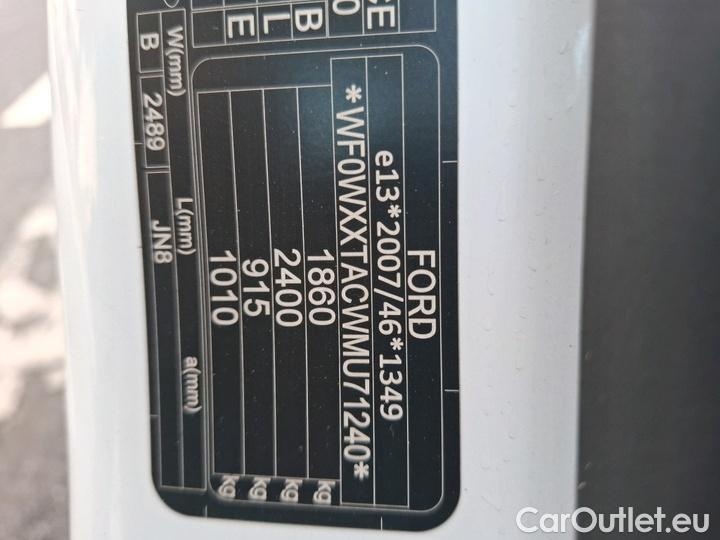 FORD
e13*2007/46*1349
*WF0WXXTACWMU71240*
1860 kg
2400 kg
915 kg
1010 kg
W(mm) L(mm) a(mm)
B 2489 JN8
CarOutlet.eu